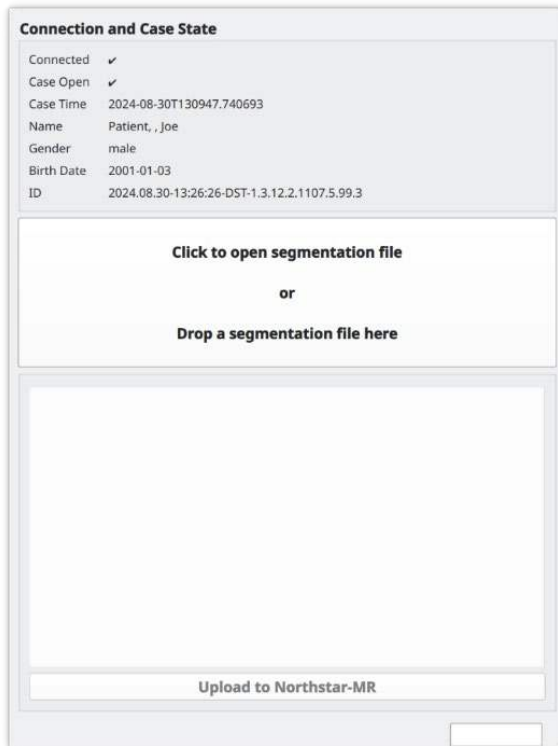 Connection and Case State
Connected ✔
Case Open ✔
Case Time 2024-08-30T130947.740693
Name Patient, , Joe
Gender male
Birth Date 2001-01-03
ID 2024.08.30-13:26:26-DST-1.3.12.2.1107.5.99.3
Click to open segmentation file
or
Drop a segmentation file here
Upload to Northstar-MR